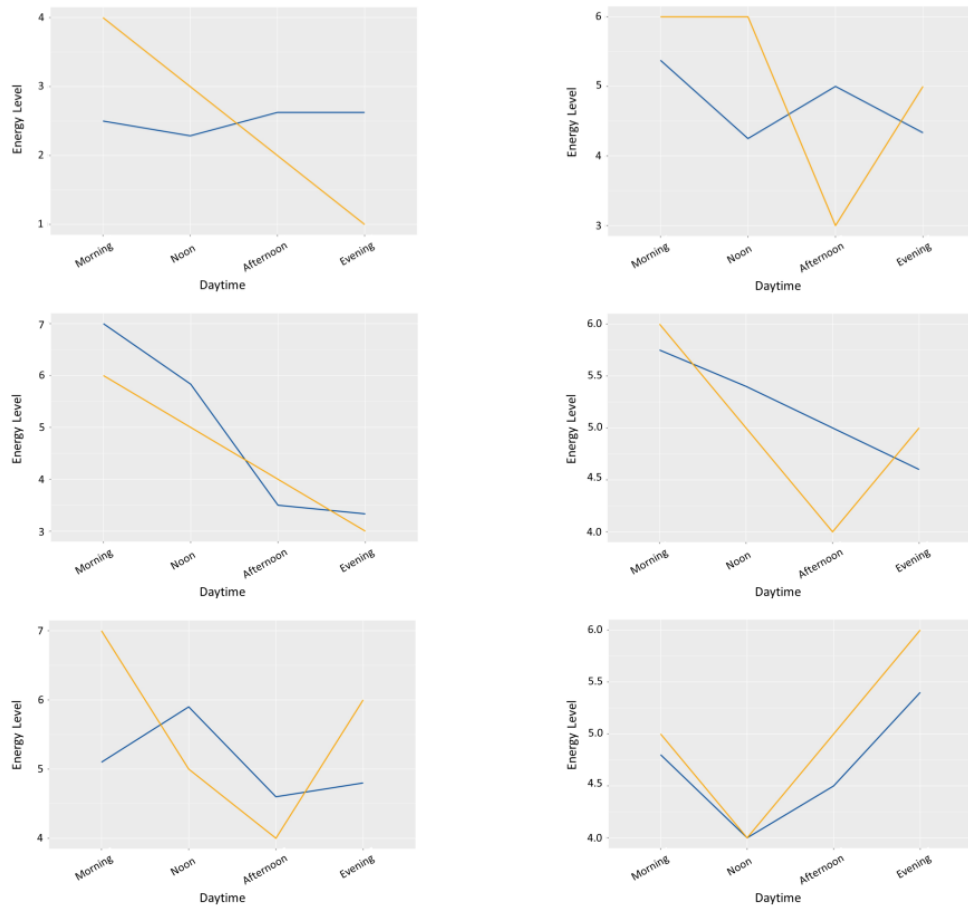 4
3
2
1
Energy Level
Morning
Noon
Afternoon
Evening
Daytime
6
5
4
3
Energy Level
Morning
Noon
Afternoon
Evening
Daytime
7
6
5
4
3
Energy Level
Morning
Noon
Afternoon
Evening
Daytime
6.0
5.5
5.0
4.5
4.0
Energy Level
Morning
Noon
Afternoon
Evening
Daytime
7
6
5
4
Energy Level
Morning
Noon
Afternoon
Evening
Daytime
6.0
5.5
5.0
4.5
4.0
Energy Level
Morning
Noon
Afternoon
Evening
Daytime